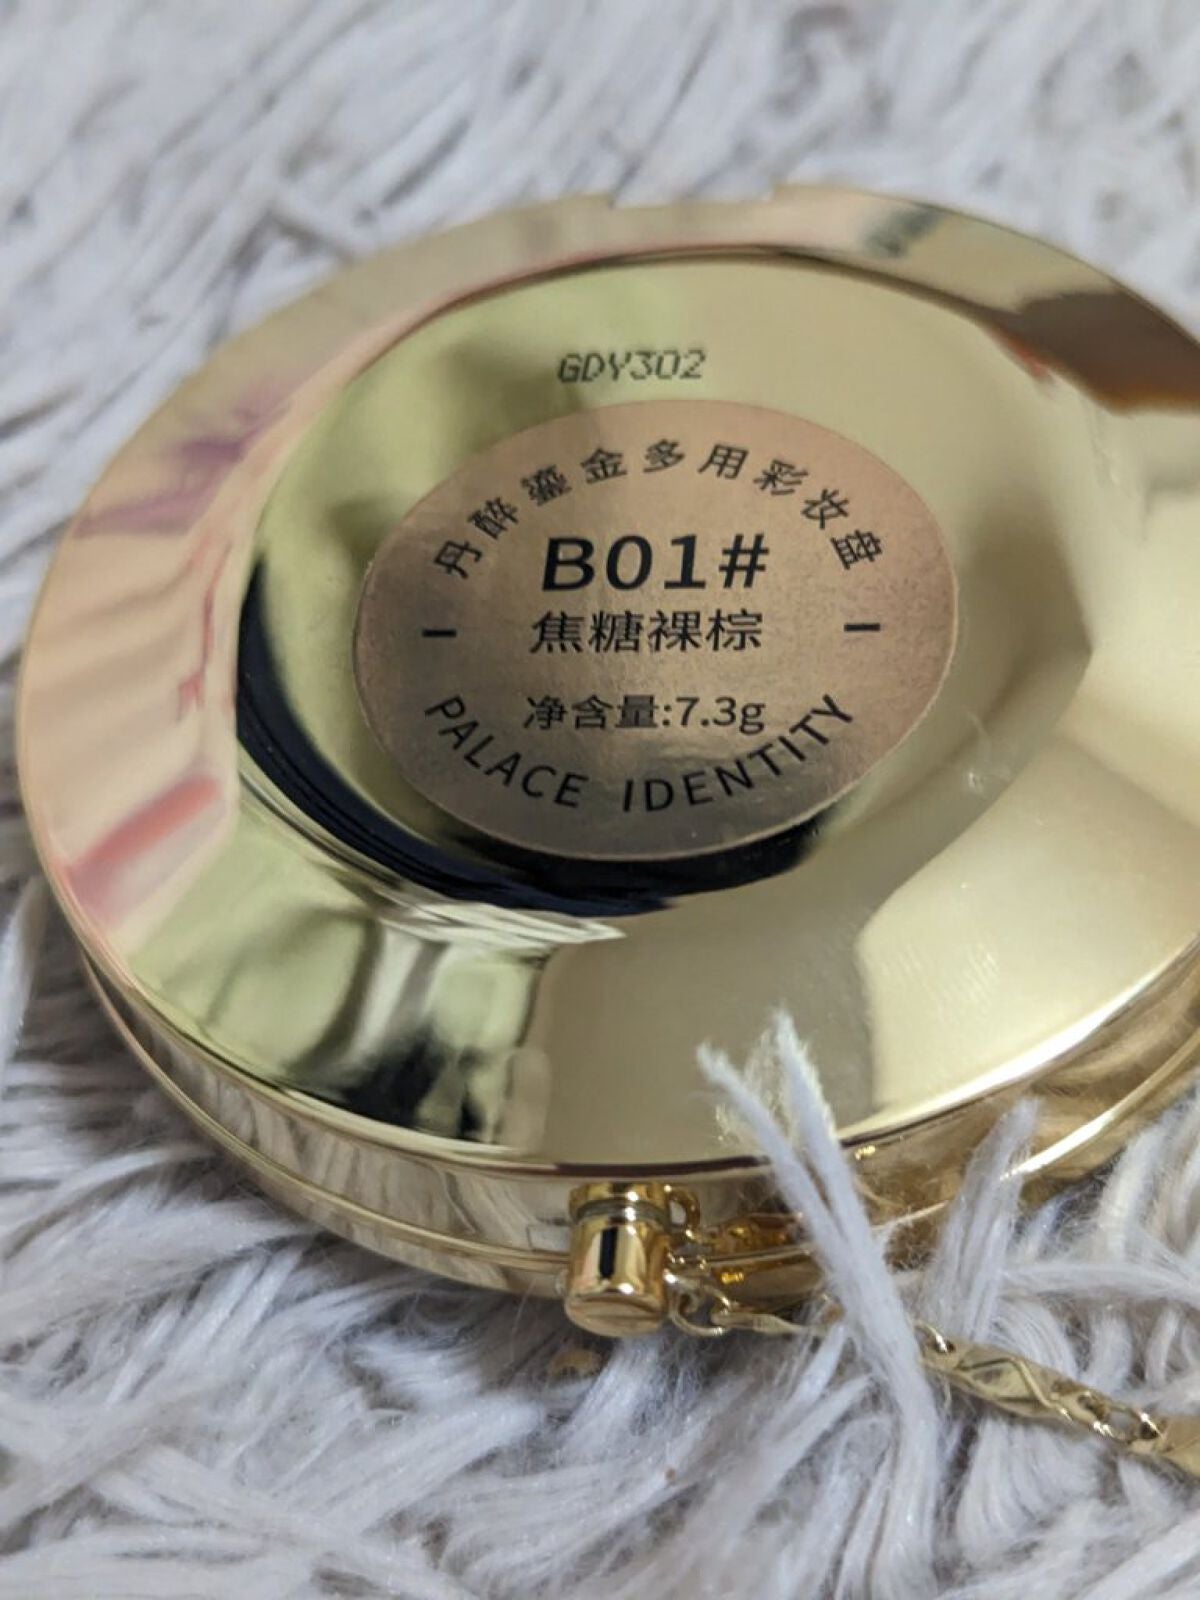 GDY302
丹醉鎏金多用彩妆盘
B01#
焦糖裸棕
净含量:7.3g
PALACE IDENTITY